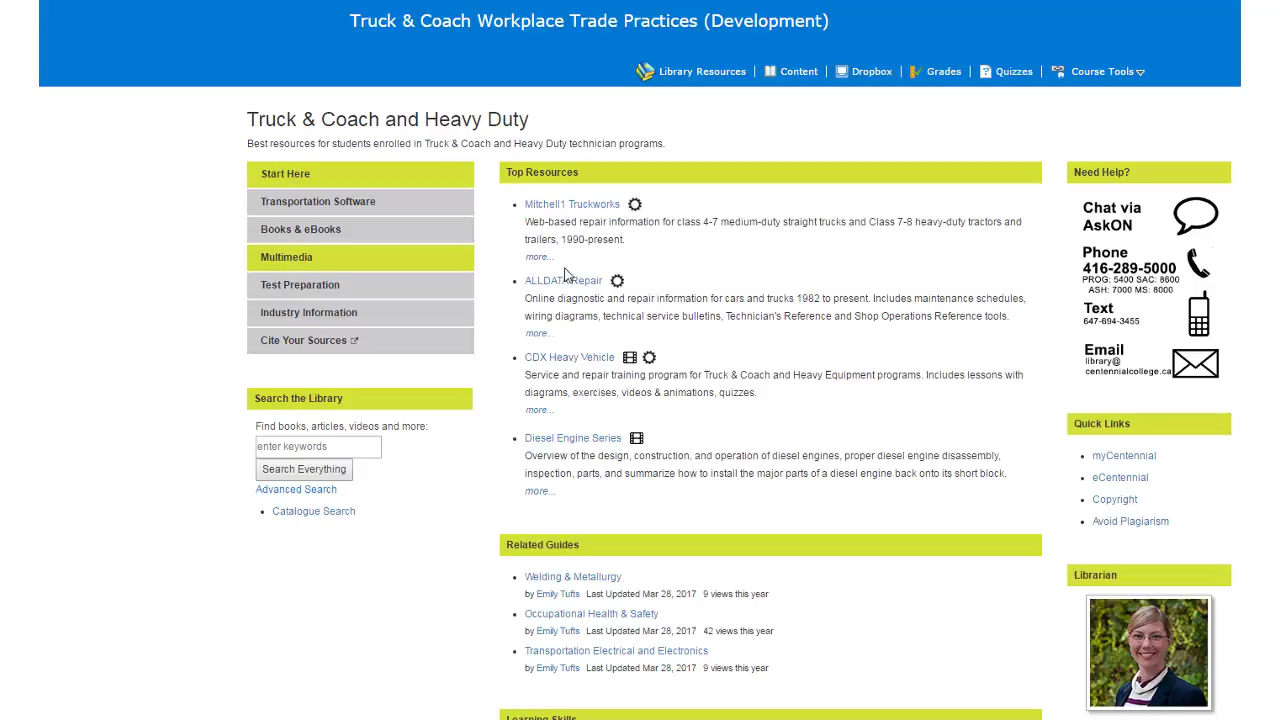 Truck & Coach Workplace Trade Practices (Development)
Library Resources
Content
Dropbox
Grades
Quizzes
Course Tools
Truck & Coach and Heavy Duty
Best resources for students enrolled in Truck & Coach and Heavy Duty technician programs.
Start Here
Transportation Software
Books & eBooks
Multimedia
Test Preparation
Industry Information
Cite Your Sources
Search the Library
Find books, articles, videos and more:
enter keywords
Search Everything
Advanced Search
Catalogue Search
Top Resources
Mitchell1 Truckworks
Web-based repair information for class 4-7 medium-duty straight trucks and Class 7-8 heavy-duty tractors and
trailers, 1990-present.
more...
ALLDATA Repair
Online diagnostic and repair information for cars and trucks 1982 to present. Includes maintenance schedules,
wiring diagrams, technical service bulletins, Technician's Reference and Shop Operations Reference tools.
more...
CDX Heavy Vehicle
Service and repair training program for Truck & Coach and Heavy Equipment programs. Includes lessons with
diagrams, exercises, videos & animations, quizzes.
more...
Diesel Engine Series
Overview of the design, construction, and operation of diesel engines, proper diesel engine disassembly,
inspection, parts, and summarize how to install the major parts of a diesel engine back onto its short block.
more...
Related Guides
Welding & Metallurgy
by Emily Tufts Last Updated Mar 28, 2017 9 views this year
Occupational Health & Safety
by Emily Tufts Last Updated Mar 28, 2017 42 views this year
Transportation Electrical and Electronics
by Emily Tufts Last Updated Mar 28, 2017 9 views this year
Learning Skills
Need Help?
Chat via
AskON
Phone
416-289-5000
PROG: 5400 SAC: 8600
ASH: 7000 MS: 8000
Text
647-694-3455
Email
library@
centennialcollege.ca
Quick Links
myCentennial
eCentennial
Copyright
Avoid Plagiarism
Librarian